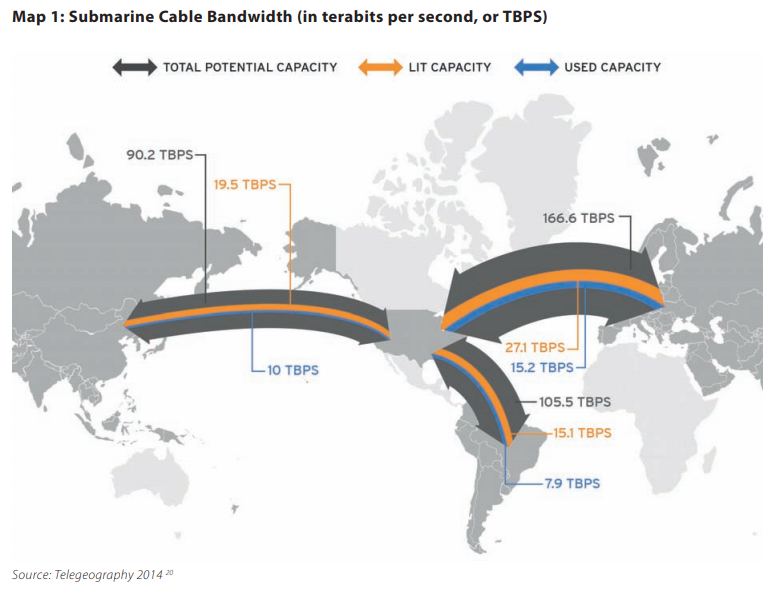 Map 1: Submarine Cable Bandwidth (in terabits per second, or TBPS)
TOTAL POTENTIAL CAPACITY LIT CAPACITY USED CAPACITY
90.2 TBPS
19.5 TBPS
166.6 TBPS
27.1 TBPS
15.2 TBPS
10 TBPS
105.5 TBPS
15.1 TBPS
7.9 TBPS
Source: Telegeography 2014 20